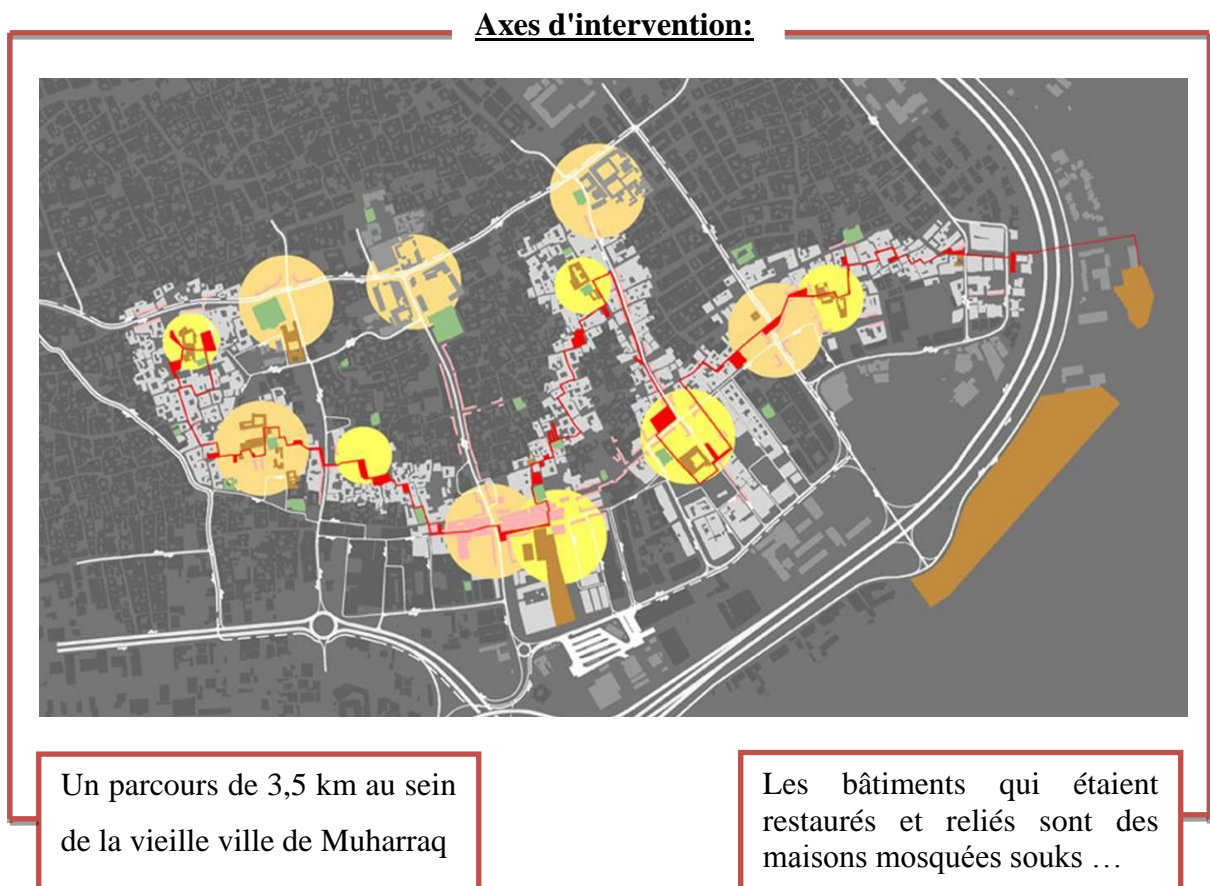 Axes d'intervention:
Un parcours de 3,5 km au sein
de la vieille ville de Muharraq
Les bâtiments qui étaient
restaurés et reliés sont des
maisons mosquées souks …